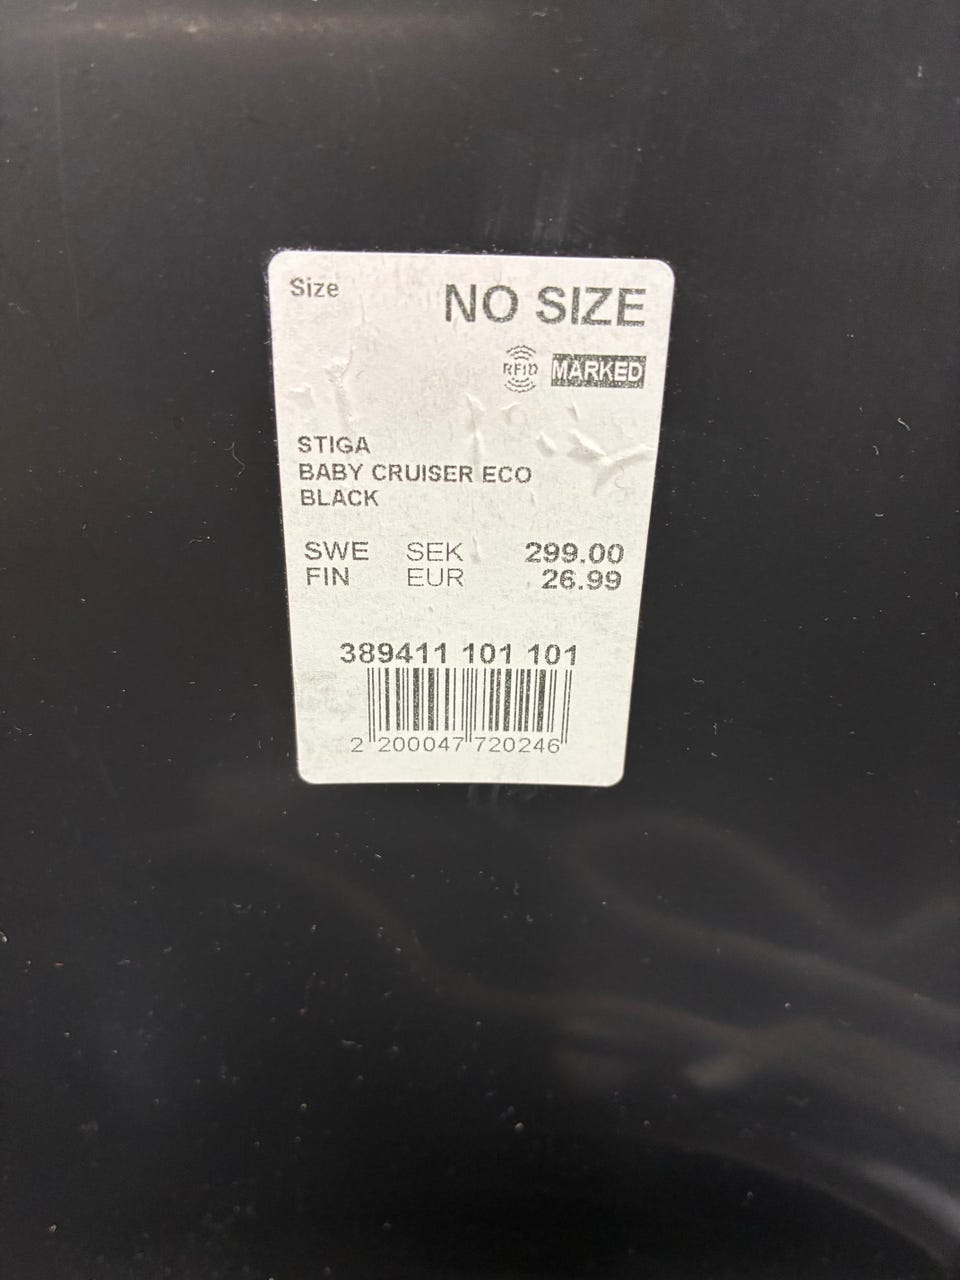 Size NO SIZE
RFID MARKED
STIGA
BABY CRUISER ECO
BLACK
SWE SEK 299.00
FIN EUR 26.99
389411 101 101
2 200047 720246